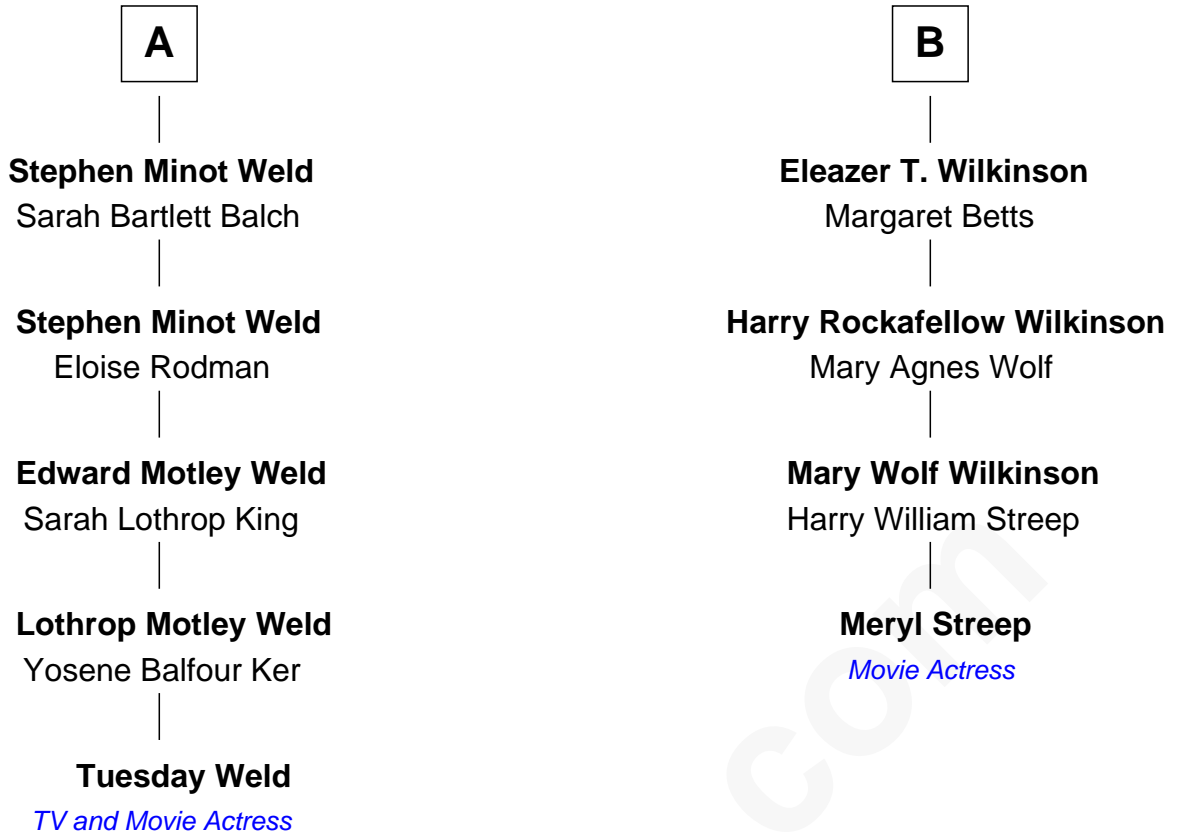 A
B
Stephen Minot Weld
Sarah Bartlett Balch
Eleazer T. Wilkinson
Margaret Betts
Stephen Minot Weld
Eloise Rodman
Harry Rockafellow Wilkinson
Mary Agnes Wolf
Edward Motley Weld
Sarah Lothrop King
Mary Wolf Wilkinson
Harry William Streep
Lothrop Motley Weld
Yosene Balfour Ker
Meryl Streep
Movie Actress
Tuesday Weld
TV and Movie Actress
com